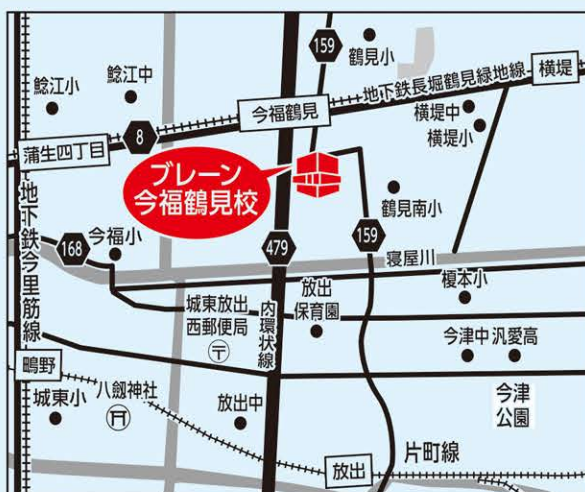 159
鶴見小
鯰江中
鯰江小
地下鉄長堀鶴見緑地線
横堤
今福鶴見
横堤中
横堤小
8
蒲生四丁目
ブレーン
今福鶴見校
鶴見南小
地下鉄今里筋線
168
今福小
479
159
寝屋川
放出
保育園
榎本小
城東放出
西郵便局
〒
内環状線
今津中
汎愛高
鴫野
八劔神社
城東小
放出中
今津
公園
片町線
放出